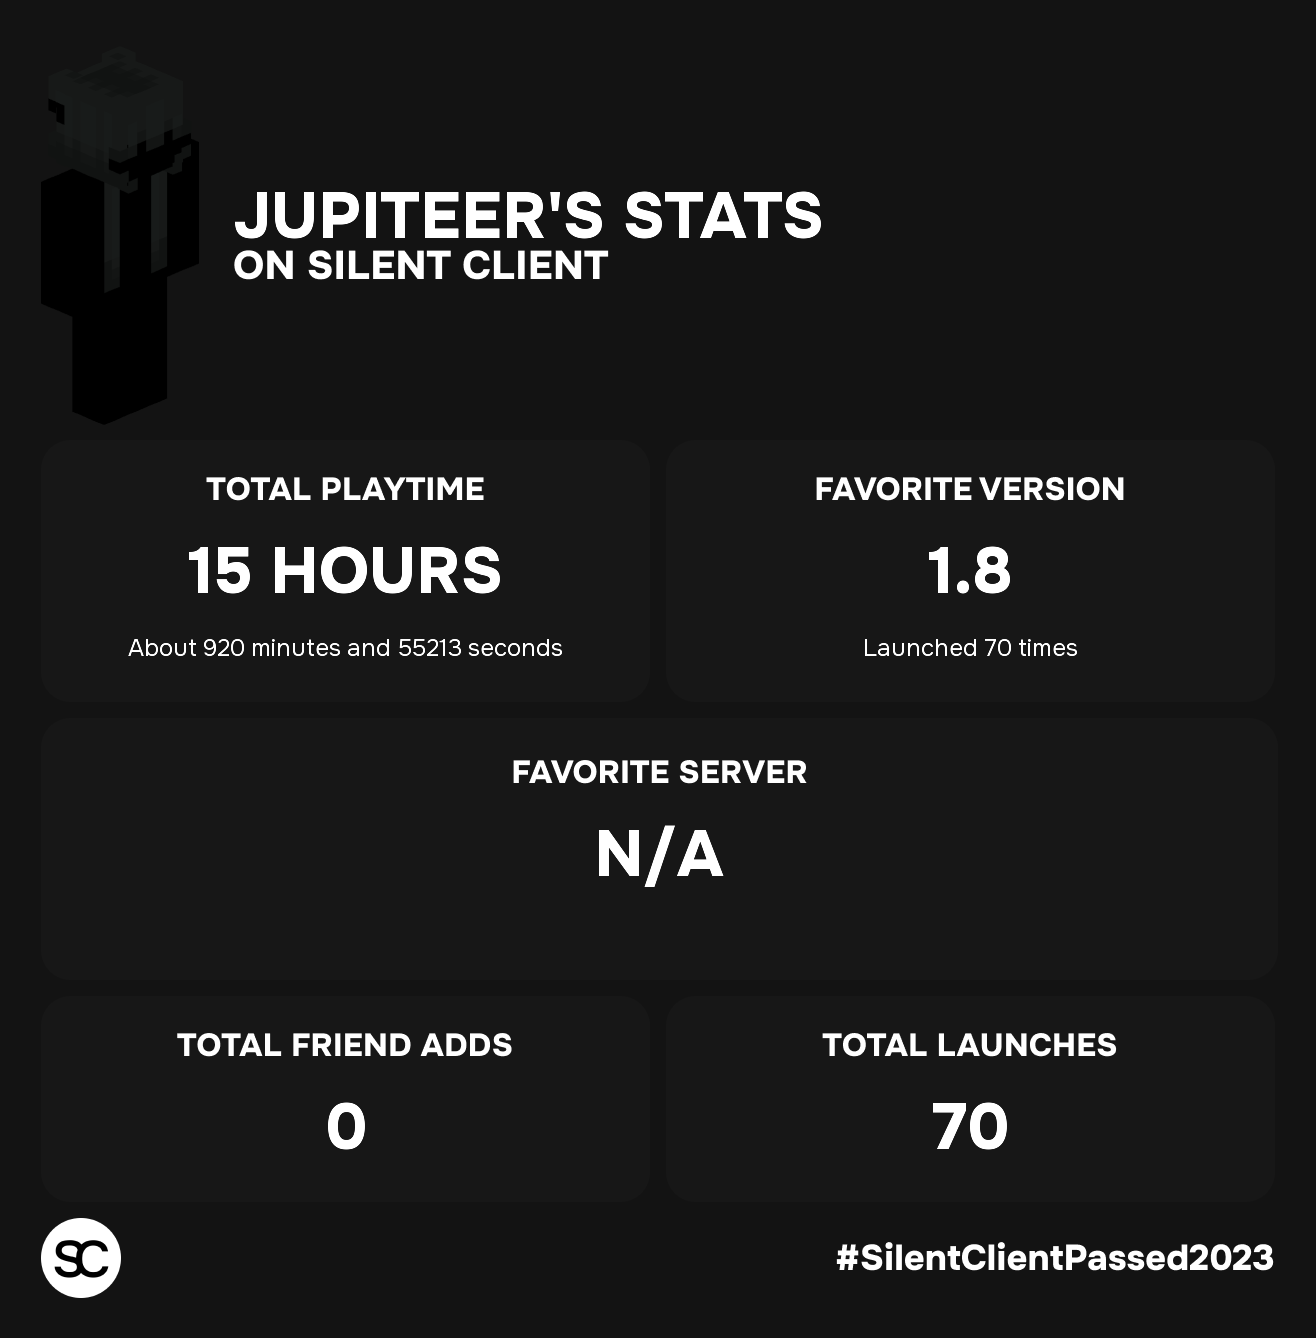 JUPITEER'S STATS
ON SILENT CLIENT
TOTAL PLAYTIME
15 HOURS
About 920 minutes and 55213 seconds
FAVORITE VERSION
1.8
Launched 70 times
FAVORITE SERVER
N/A
TOTAL FRIEND ADDS
0
TOTAL LAUNCHES
70
SC
#SilentClientPassed2023